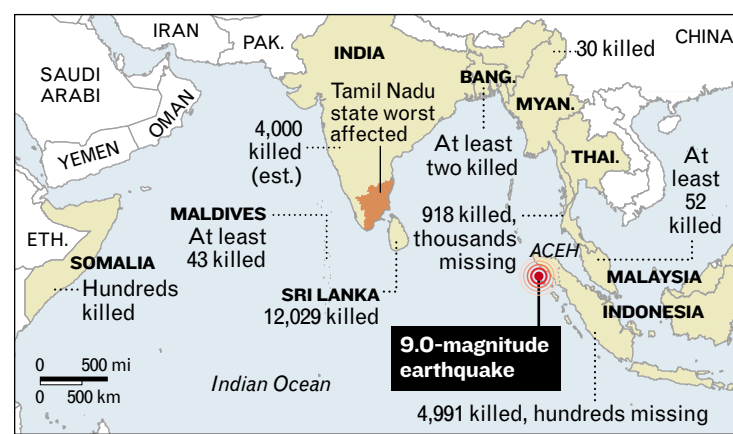 IRAN
PAK.
INDIA
30 killed
CHINA
SAUDI
ARABI
OMAN
YEMEN
Tamil Nadu
state worst
affected
BANG.
MYAN.
4,000
killed
(est.)
At least
two killed
THAI.
At
least
52
killed
MALDIVES
At least
43 killed
918 killed,
thousands
missing
ACEH
ETH.
SOMALIA
Hundreds
killed
SRI LANKA
12,029 killed
MALAYSIA
INDONESIA
9.0-magnitude
earthquake
0 500 mi
0 500 km
Indian Ocean
4,991 killed, hundreds missing